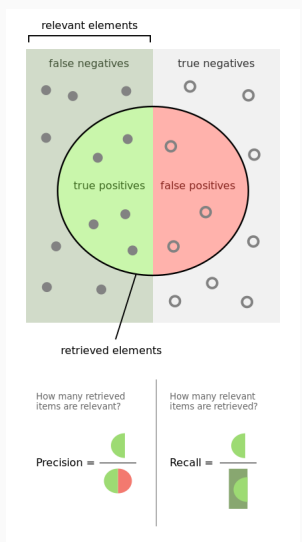 relevant elements
false negatives
true negatives
true positives
false positives
retrieved elements
How many retrieved
items are relevant?
Precision =
How many relevant
items are retrieved?
Recall =